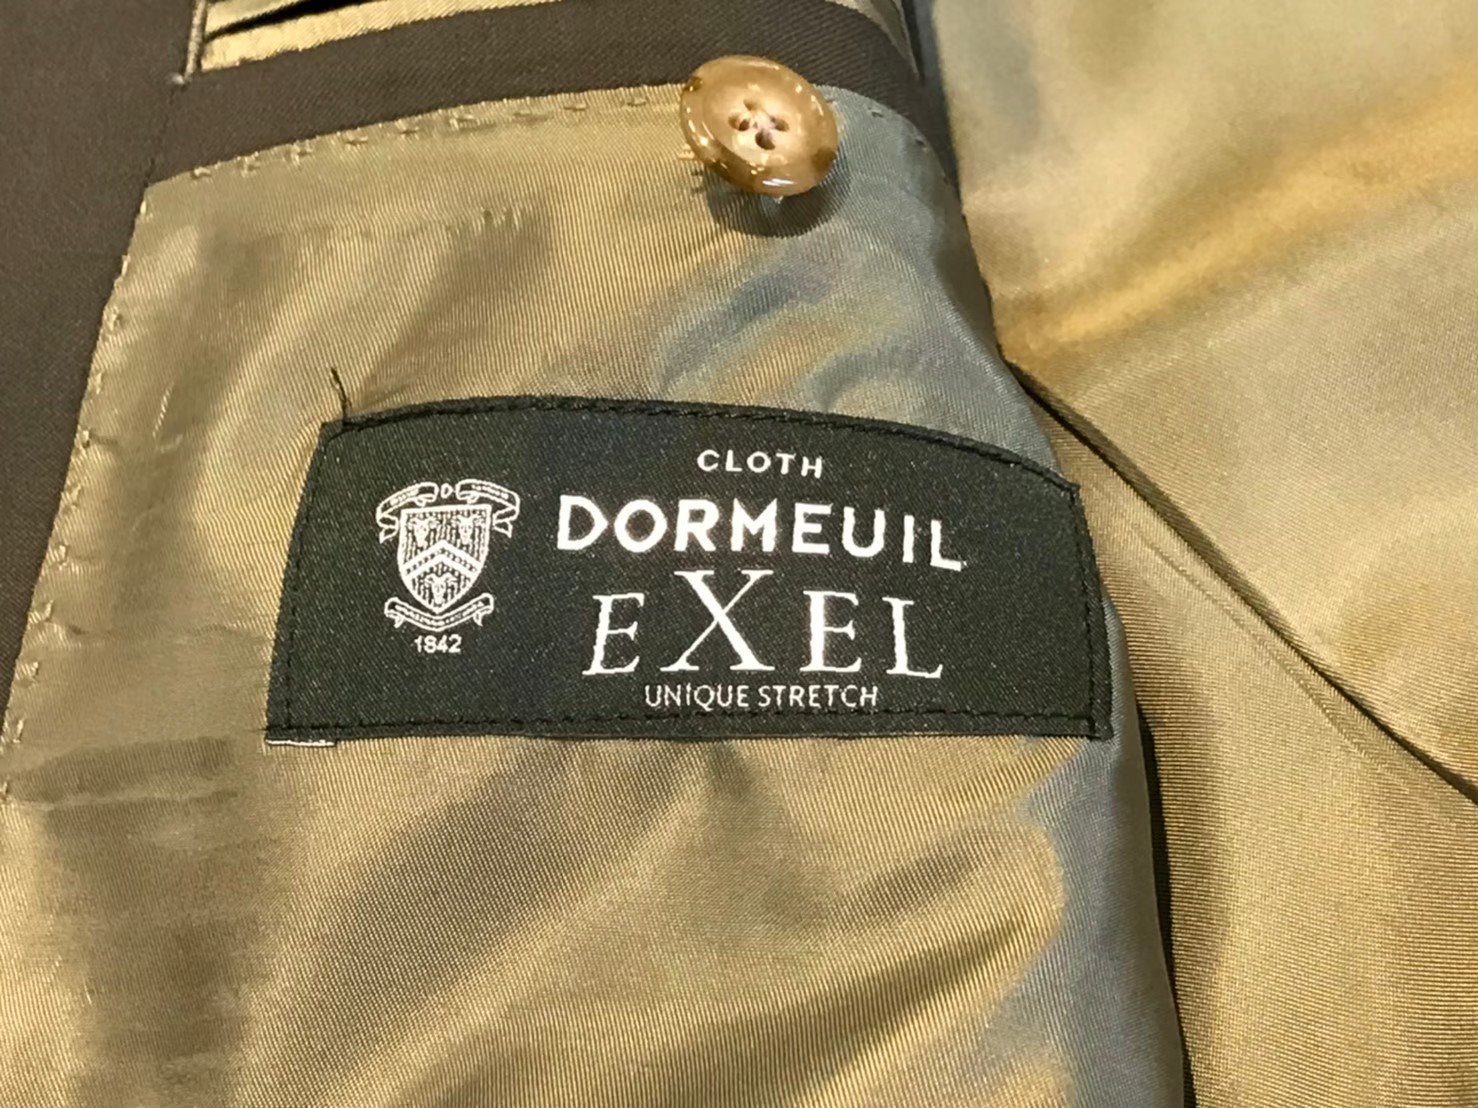 CLOTH
DORMEUIL
EXEL
UNIQUE STRETCH
D
1842